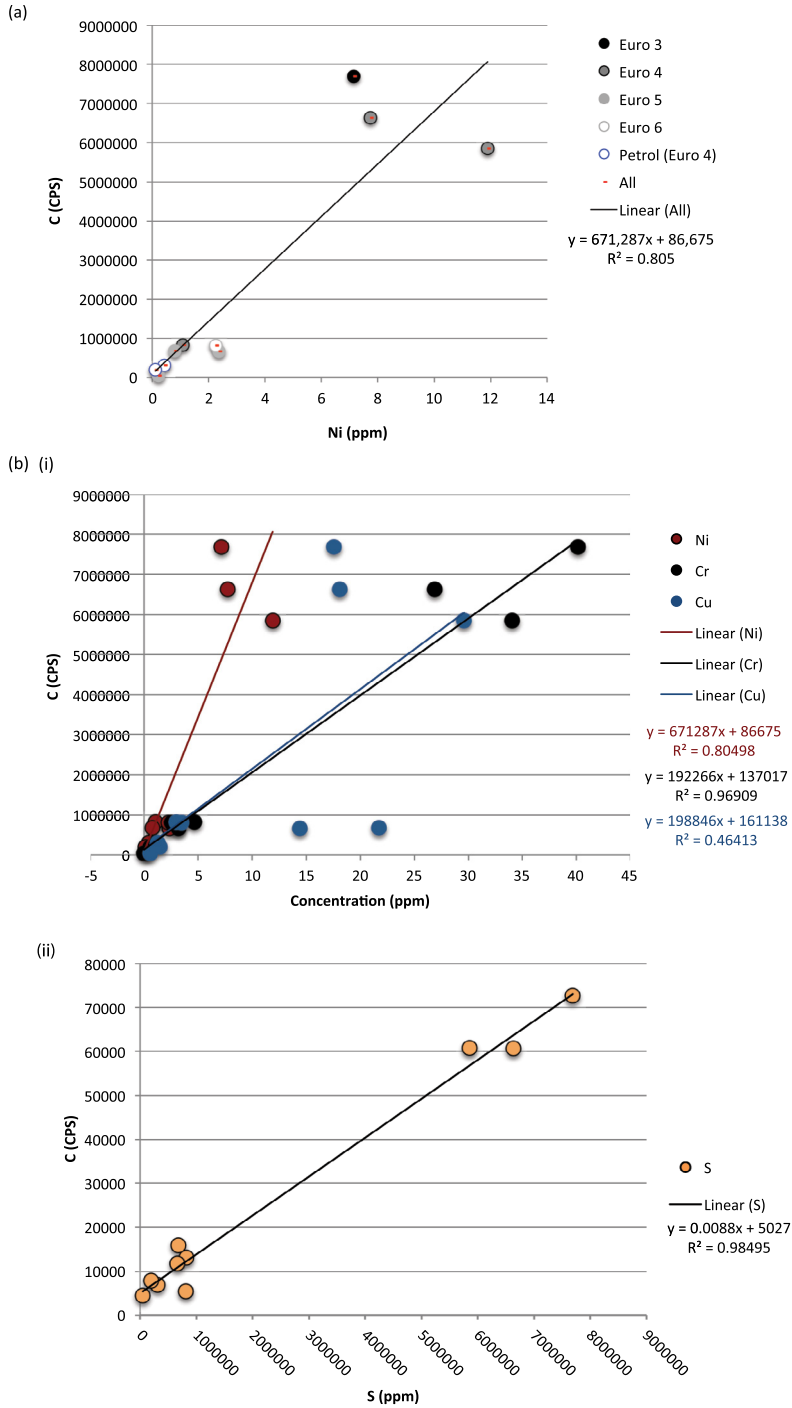 (a)
9000000
8000000
7000000
6000000
5000000
4000000
3000000
2000000
1000000
0
C (CPS)
0 2 4 6 8 10 12 14
Ni (ppm)
Euro 3
Euro 4
Euro 5
Euro 6
Petrol (Euro 4)
All
Linear (All)
y = 671,287x + 86,675
R² = 0.805
(b) (i)
9000000
8000000
7000000
6000000
5000000
4000000
3000000
2000000
1000000
0
C (CPS)
-5 0 5 10 15 20 25 30 35 40 45
Concentration (ppm)
Ni
Cr
Cu
Linear (Ni)
Linear (Cr)
Linear (Cu)
y = 671287x + 86675
R² = 0.80498
y = 192266x + 137017
R² = 0.96909
y = 198846x + 161138
R² = 0.46413
(ii)
80000
70000
60000
50000
40000
30000
20000
10000
0
C (CPS)
0 1000000 2000000 3000000 4000000 5000000 6000000 7000000 8000000 9000000
S (ppm)
S
Linear (S)
y = 0.0088x + 5027
R² = 0.98495